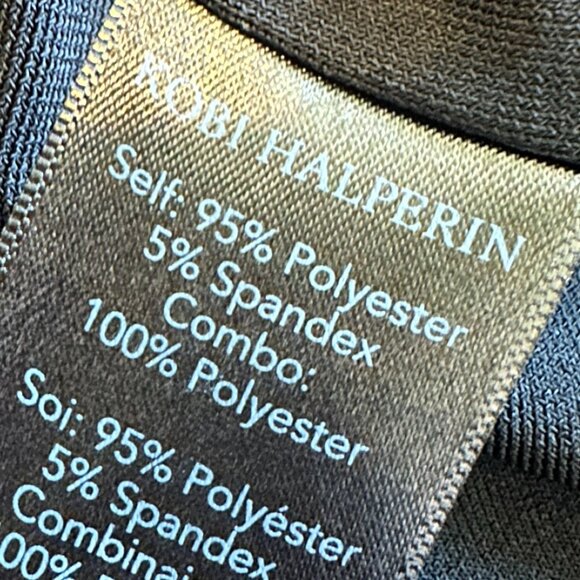 KOBI HALPERIN
Self: 95% Polyester
5% Spandex
Combo:
100% Polyester
Soi: 95% Polyéster
5% Spandex